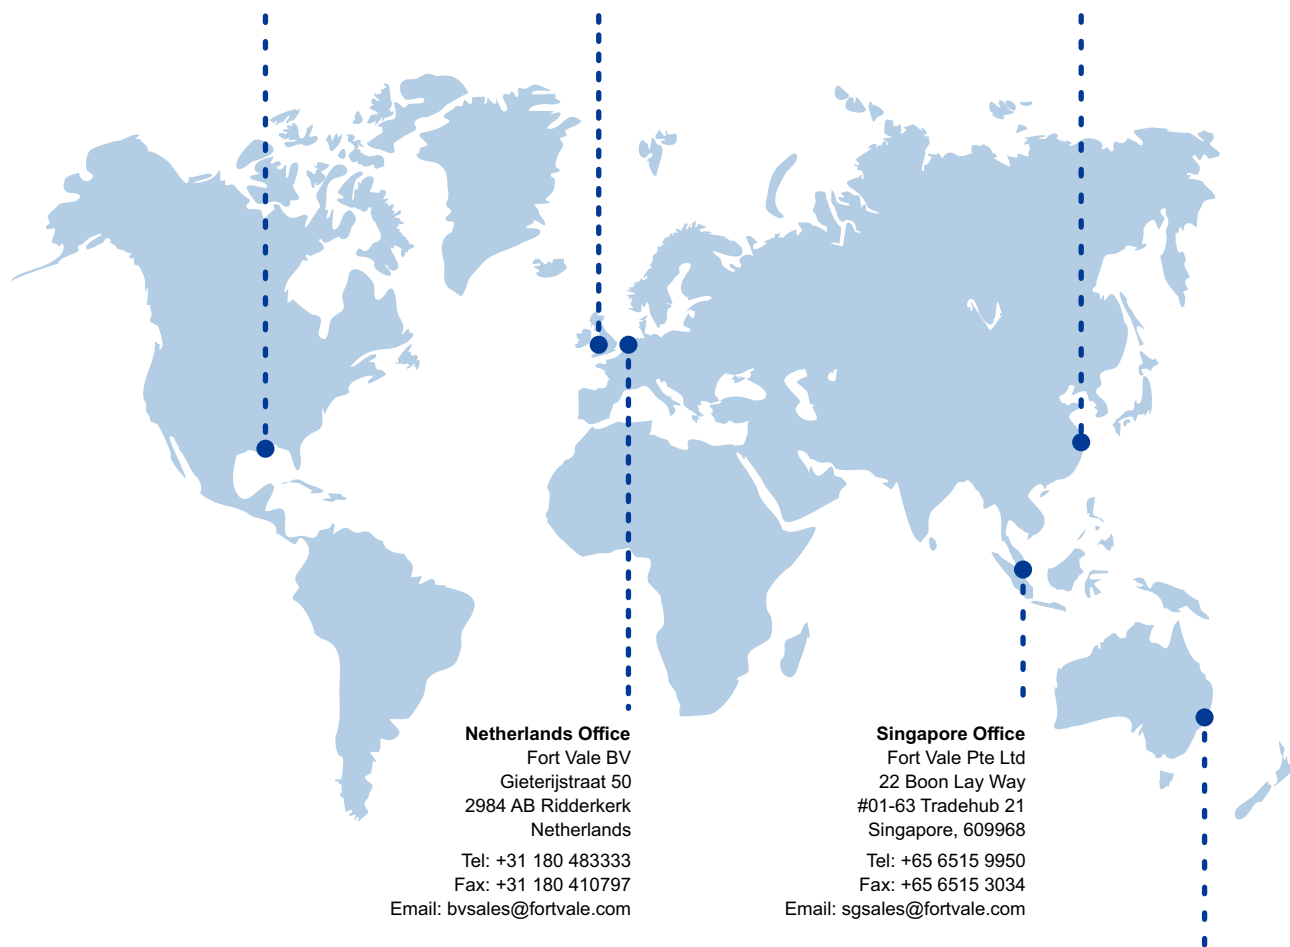 Netherlands Office
Fort Vale BV
Gieterijstraat 50
2984 AB Ridderkerk
Netherlands
Tel: +31 180 483333
Fax: +31 180 410797
Email: bvsales@fortvale.com
Singapore Office
Fort Vale Pte Ltd
22 Boon Lay Way
#01-63 Tradehub 21
Singapore, 609968
Tel: +65 6515 9950
Fax: +65 6515 3034
Email: sgsales@fortvale.com